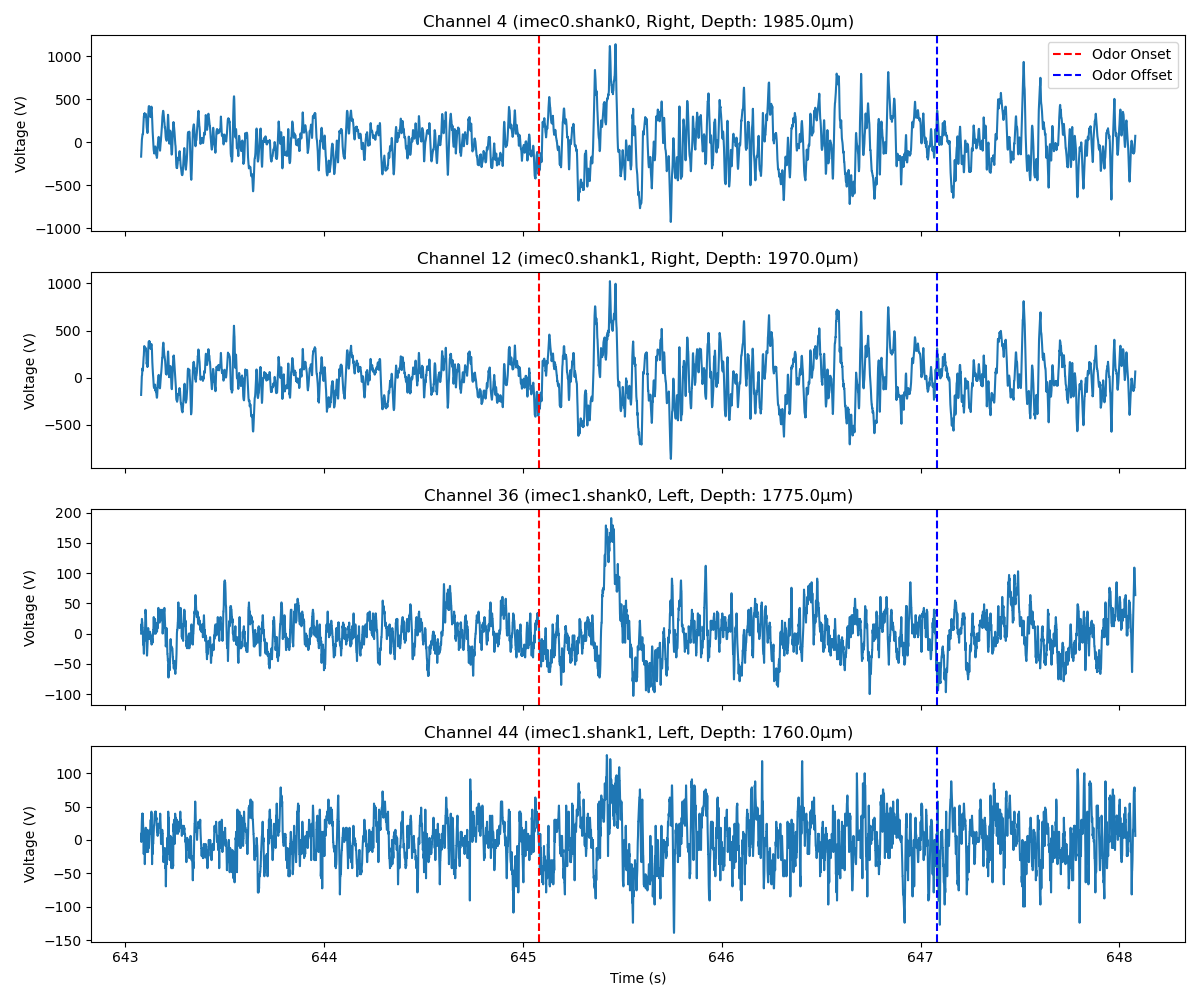 Channel 4 (imec0.shank0, Right, Depth: 1985.0μm)
Voltage (V)
1000
500
0
−500
−1000
Odor Onset
Odor Offset
Channel 12 (imec0.shank1, Right, Depth: 1970.0μm)
Voltage (V)
1000
500
0
−500
Channel 36 (imec1.shank0, Left, Depth: 1775.0μm)
Voltage (V)
200
150
100
50
0
−50
−100
Channel 44 (imec1.shank1, Left, Depth: 1760.0μm)
Voltage (V)
100
50
0
−50
−100
−150
643 644 645 646 647 648
Time (s)